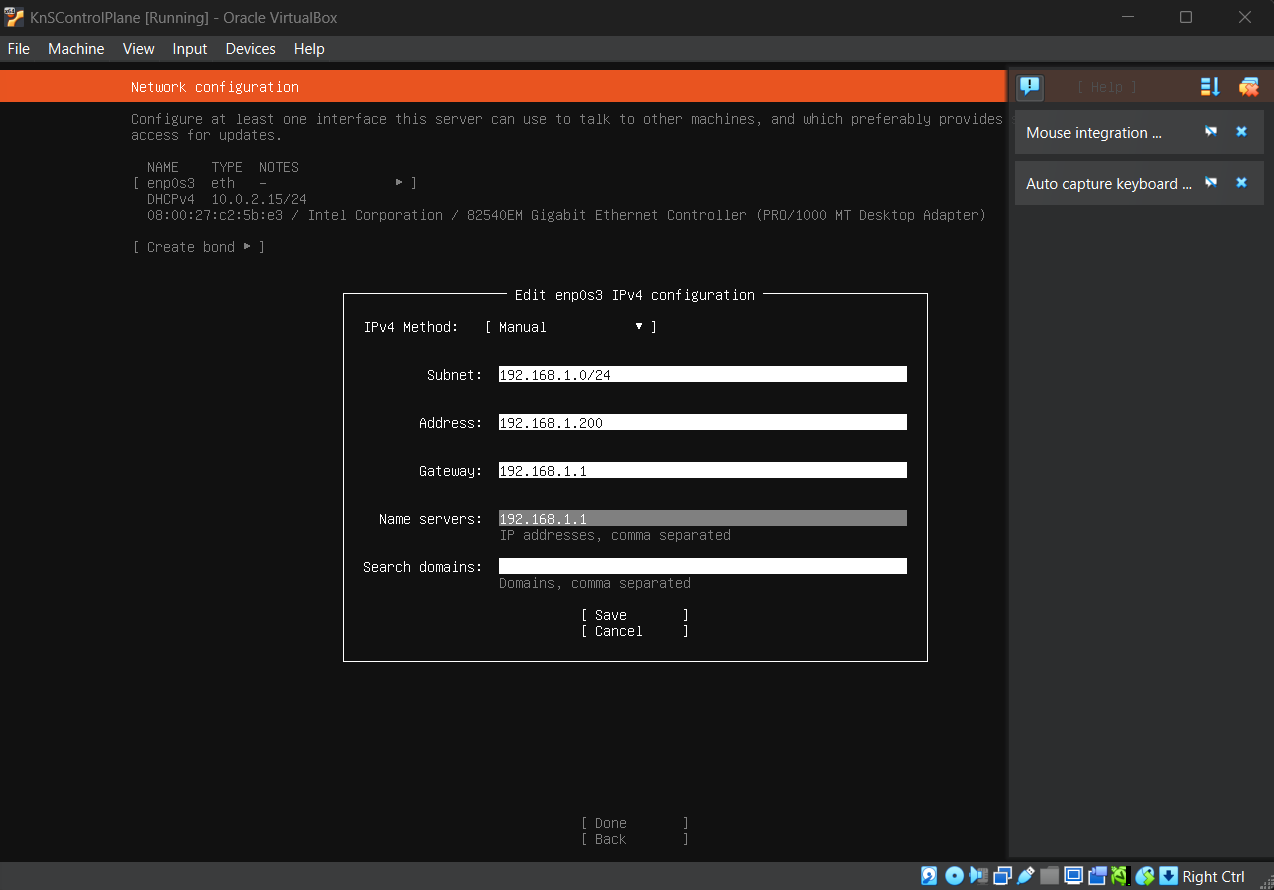 KnSControlPlane [Running] - Oracle VirtualBox
File Machine View Input Devices Help
Network configuration
[ Help ]
Configure at least one interface this server can use to talk to other machines, and which preferably provides
access for updates.
NAME TYPE NOTES
[ enp0s3 eth - ▸ ]
DHCPv4 10.0.2.15/24
08:00:27:c2:5b:e3 / Intel Corporation / 82540EM Gigabit Ethernet Controller (PRO/1000 MT Desktop Adapter)
[ Create bond ▸ ]
Mouse integration ...
Auto capture keyboard ...
Edit enp0s3 IPv4 configuration
IPv4 Method: [ Manual ▾ ]
Subnet: 192.168.1.0/24
Address: 192.168.1.200
Gateway: 192.168.1.1
Name servers: 192.168.1.1
IP addresses, comma separated
Search domains:
Domains, comma separated
[ Save ]
[ Cancel ]
[ Done ]
[ Back ]
Right Ctrl